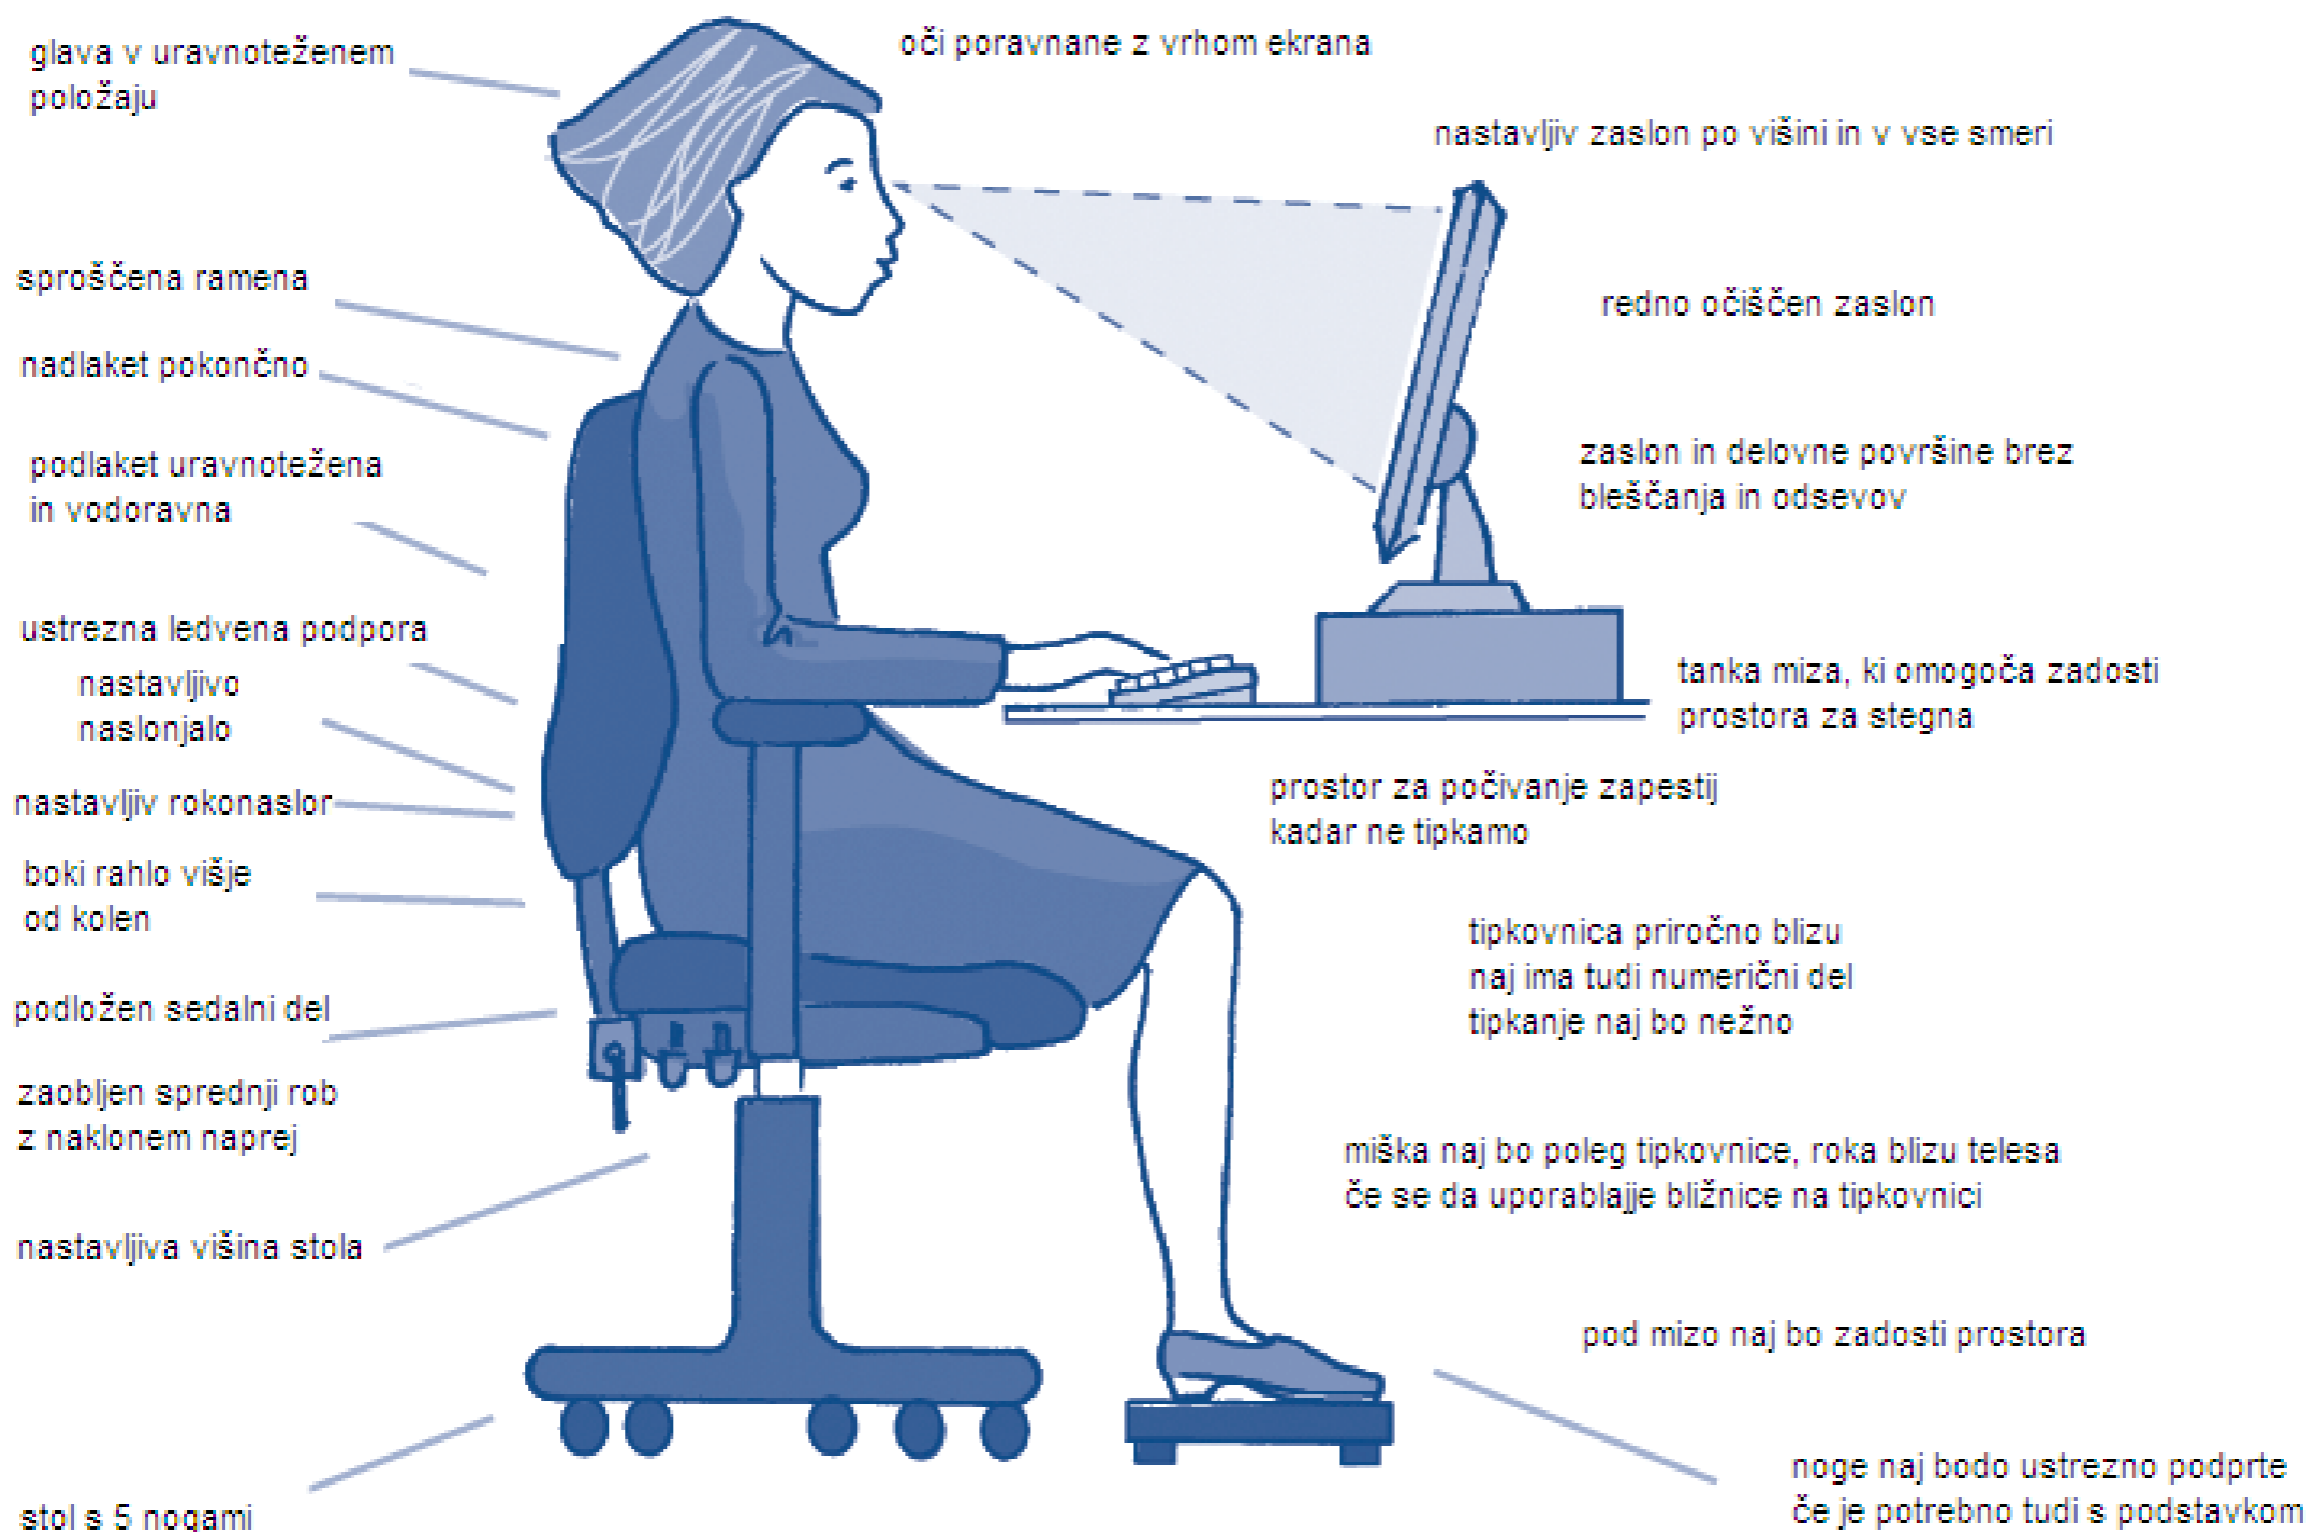 glava v uravnoteženem
položaju
sproščena ramena
nadlaket pokončno
podlaket uravnotežena
in vodoravna
ustrezna ledvena podpora
nastavljivo
naslonjalo
nastavljiv rokonaslor
boki rahlo višje
od kolen
podložen sedalni del
zaobljen sprednji rob
z naklonem naprej
nastavljiva višina stola
stol s 5 nogami
oči poravnane z vrhom ekrana
nastavljiv zaslon po višini in v vse smeri
redno očiščen zaslon
zaslon in delovne površine brez
bleščanja in odsevov
tanka miza, ki omogoča zadosti
prostora za stegna
prostor za počivanje zapestij
kadar ne tipkamo
tipkovnica priročno blizu
naj ima tudi numerični del
tipkanje naj bo nežno
miška naj bo poleg tipkovnice, roka blizu telesa
če se da uporablajje bližnice na tipkovnici
pod mizo naj bo zadosti prostora
noge naj bodo ustrezno podprte
če je potrebno tudi s podstavkom